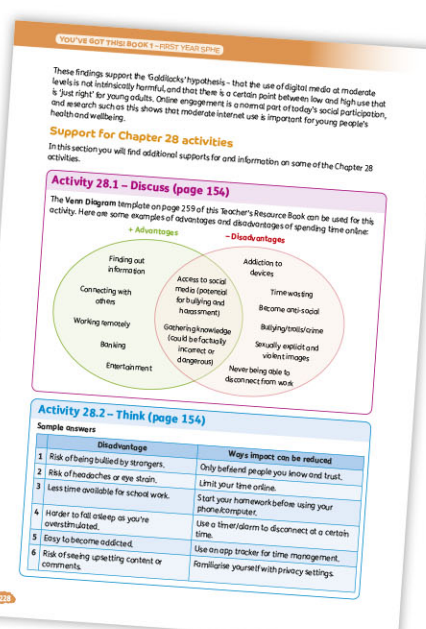 YOU'VE GOT THIS! BOOK 1 – FIRST YEAR SPHE
These findings support the 'Goldilocks' hypothesis – that the use of digital media at moderate
levels is not intrinsically harmful, and that there is a certain point between low and high use that
is 'just right' for young adults. Online engagement is a normal part of today's social participation,
and research such as this shows that moderate internet use is important for young people's
health and wellbeing.
Support for Chapter 28 activities
In this section you will find additional supports for and information on some of the Chapter 28
activities.
Activity 28.1 – Discuss (page 154)
The Venn Diagram template on page 259 of this Teacher's Resource Book can be used for this
activity. Here are some examples of advantages and disadvantages of spending time online:
+ Advantages
– Disadvantages
Finding out
information
Connecting with
others
Working remotely
Banking
Entertainment
Access to social
media (potential
for bullying and
harassment)
Gathering knowledge
(could be factually
incorrect or
dangerous)
Addiction to
devices
Time wasting
Become anti-social
Bullying/trolls/crime
Sexually explicit and
violent images
Never being able to
disconnect from work
Activity 28.2 – Think (page 154)
Sample answers
Disadvantage
Ways impact can be reduced
1 Risk of being bullied by strangers.
Only befriend people you know and trust.
2 Risk of headaches or eye strain.
Limit your time online.
3 Less time available for school work.
Start your homework before using your
phone/computer.
4 Harder to fall asleep as you're
overstimulated.
Use a timer/alarm to disconnect at a certain
time.
5 Easy to become addicted.
Use an app tracker for time management.
6 Risk of seeing upsetting content or
comments.
Familiarise yourself with privacy settings.
228